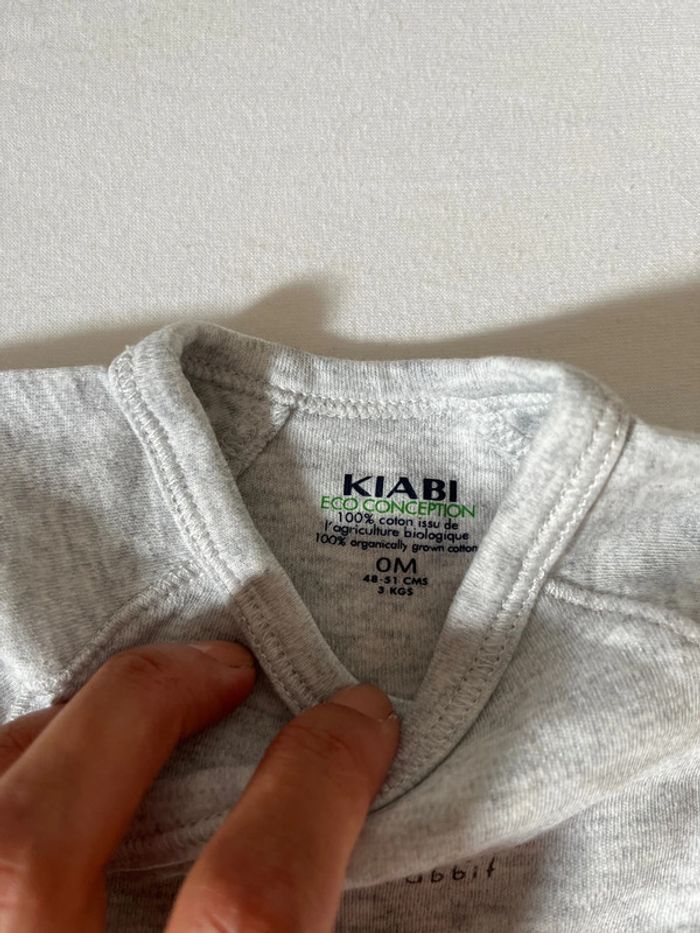 KIABI
ECO CONCEPTION
100% coton issu de
l'agriculture biologique
100% organically grown cotton
0M
48-51 CMS
3 KGS
abbit